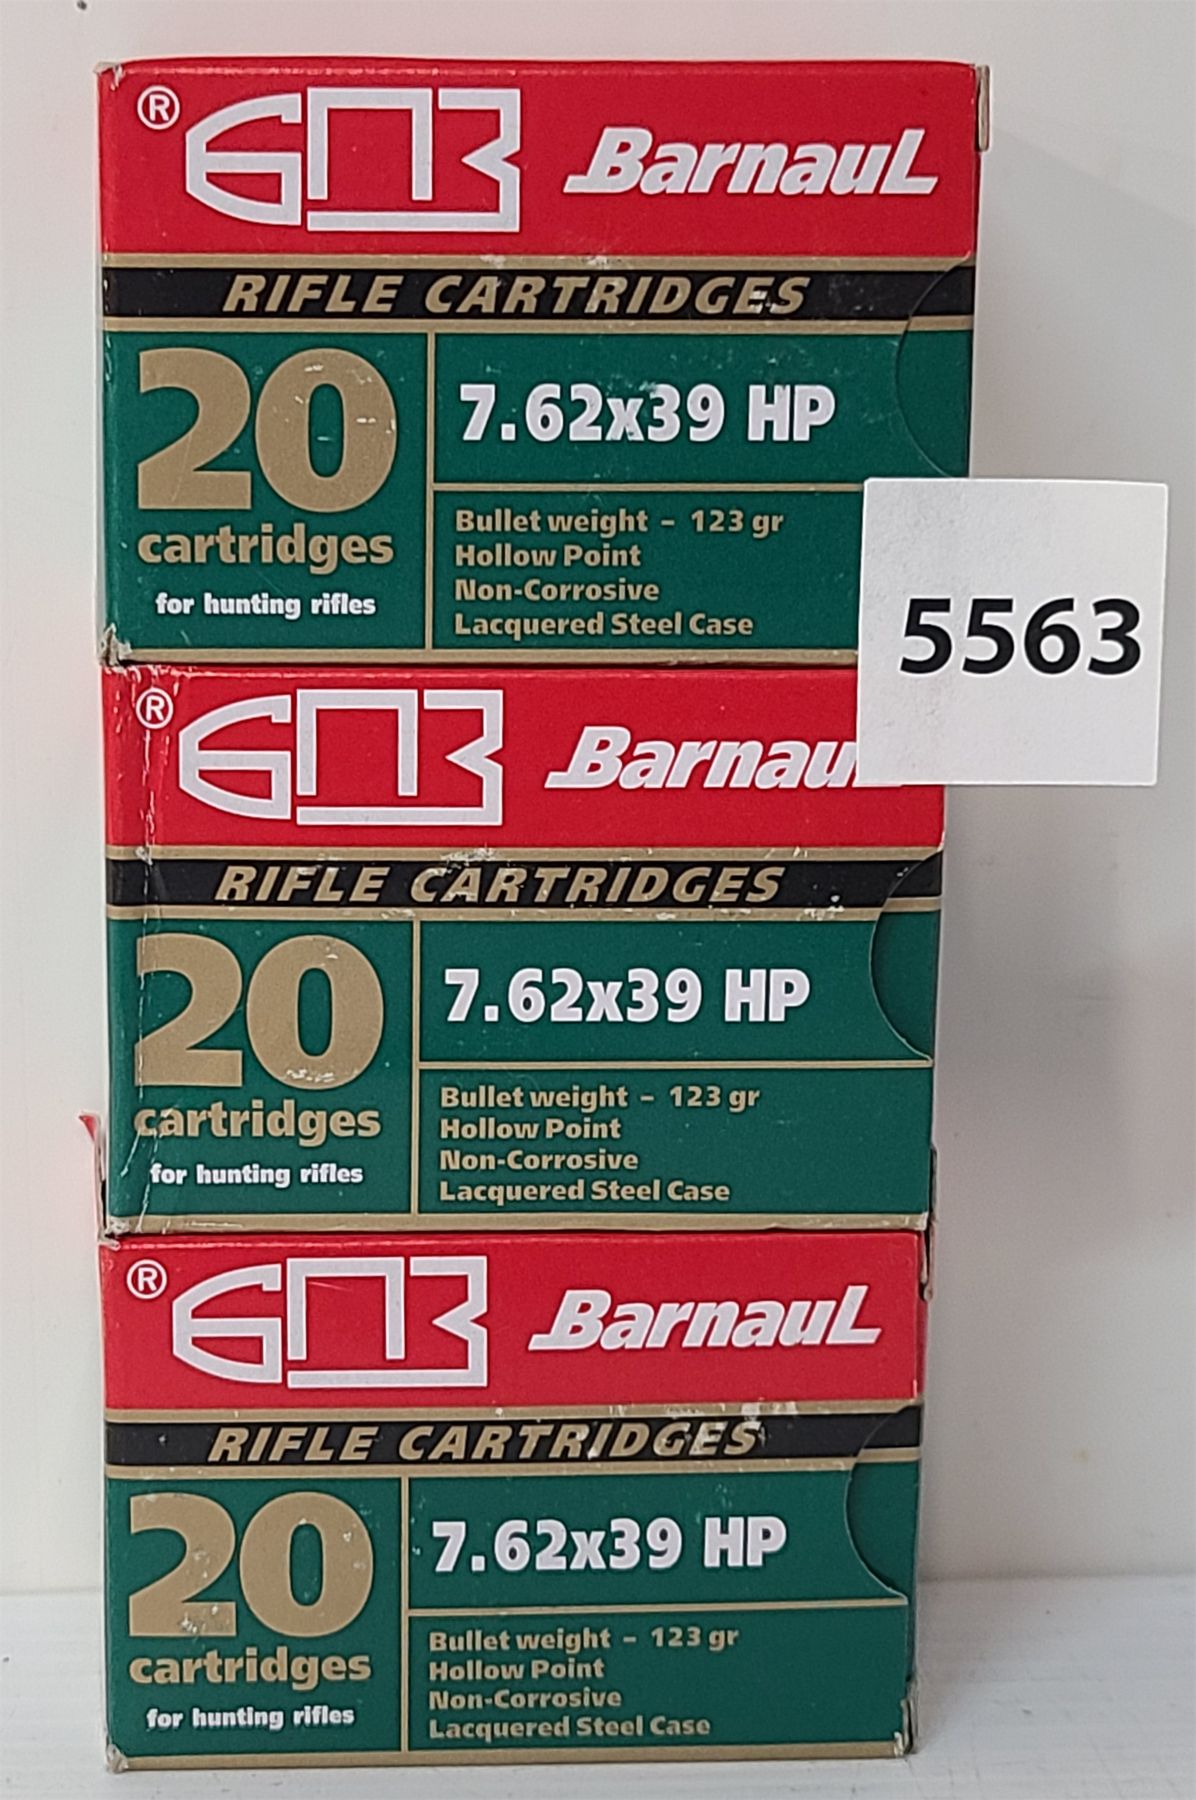 ® БПЗ BarnauL
RIFLE CARTRIDGES
20
cartridges
for hunting rifles
7.62x39 HP
Bullet weight – 123 gr
Hollow Point
Non-Corrosive
Lacquered Steel Case
5563
® БПЗ BarnauL
RIFLE CARTRIDGES
20
cartridges
for hunting rifles
7.62x39 HP
Bullet weight – 123 gr
Hollow Point
Non-Corrosive
Lacquered Steel Case
® БПЗ BarnauL
RIFLE CARTRIDGES
20
cartridges
for hunting rifles
7.62x39 HP
Bullet weight – 123 gr
Hollow Point
Non-Corrosive
Lacquered Steel Case